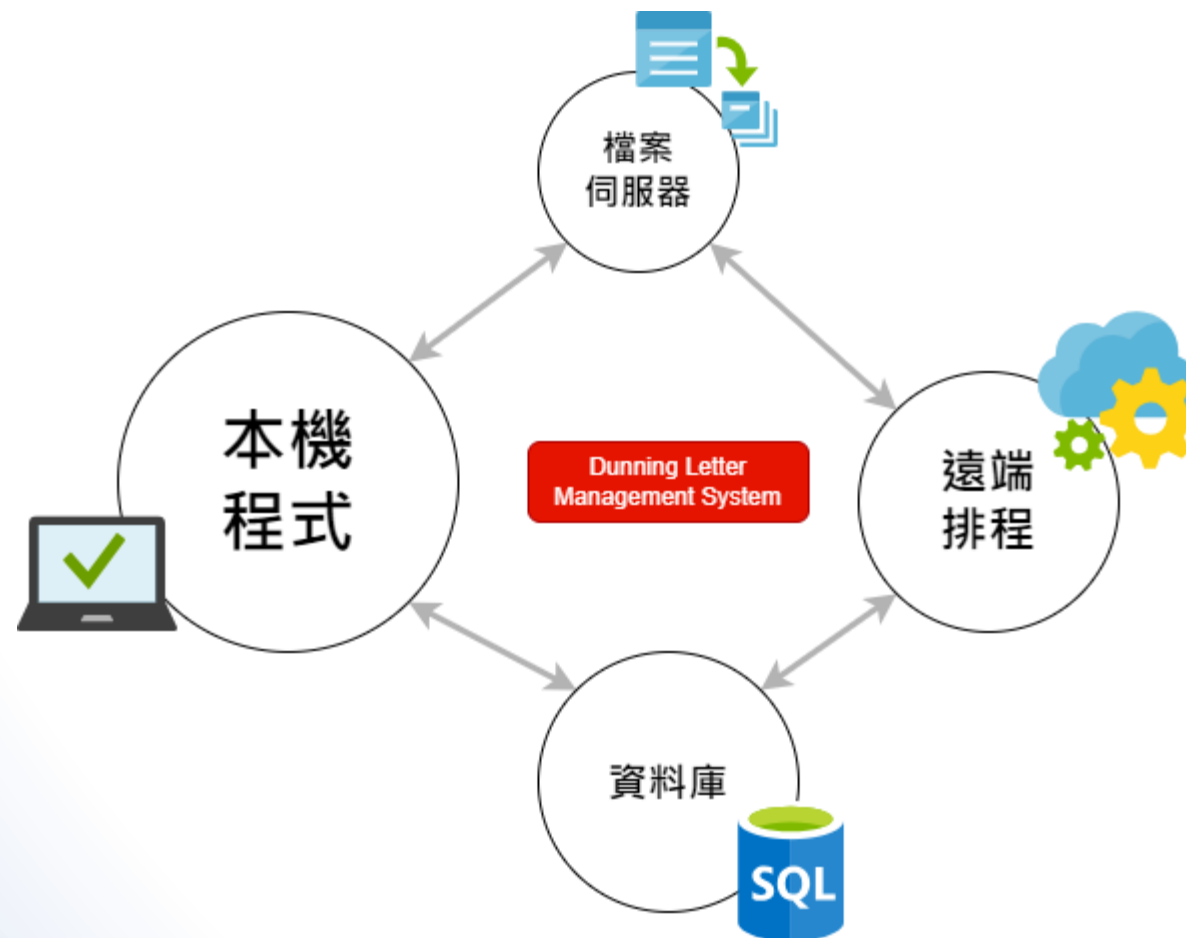 檔案
伺服器
本機
程式
Dunning Letter
Management System
遠端
排程
資料庫
SQL